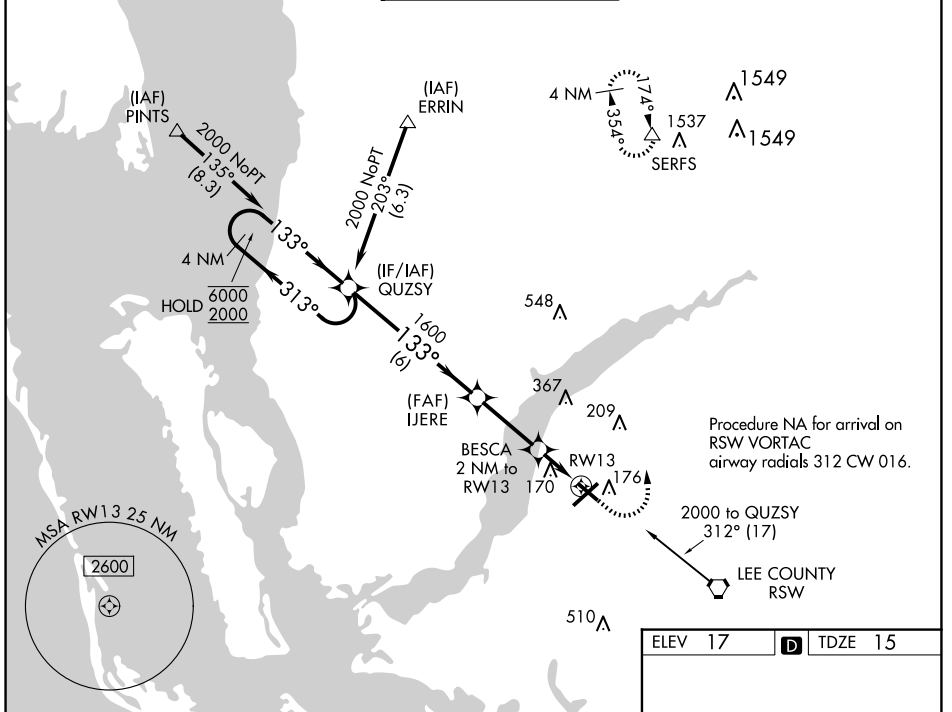 (IAF)
PINTS
2000 NoPT
135°
(8.3)
(IAF)
ERRIN
2000 NoPT
203°
(6.3)
4 NM
174°
354°
SERFS
1537
1549
1549
133°
4 NM
313°
HOLD
6000
2000
(IF/IAF)
QUZSY
1600
133°
(6)
548
(FAF)
IJERE
367
209
BESCA
2 NM to
RW13
170
RW13
176
Procedure NA for arrival on
RSW VORTAC
airway radials 312 CW 016.
2000 to QUZSY
312° (17)
LEE COUNTY
RSW
510
MSA RW13 25 NM
2600
ELEV 17
D
TDZE 15